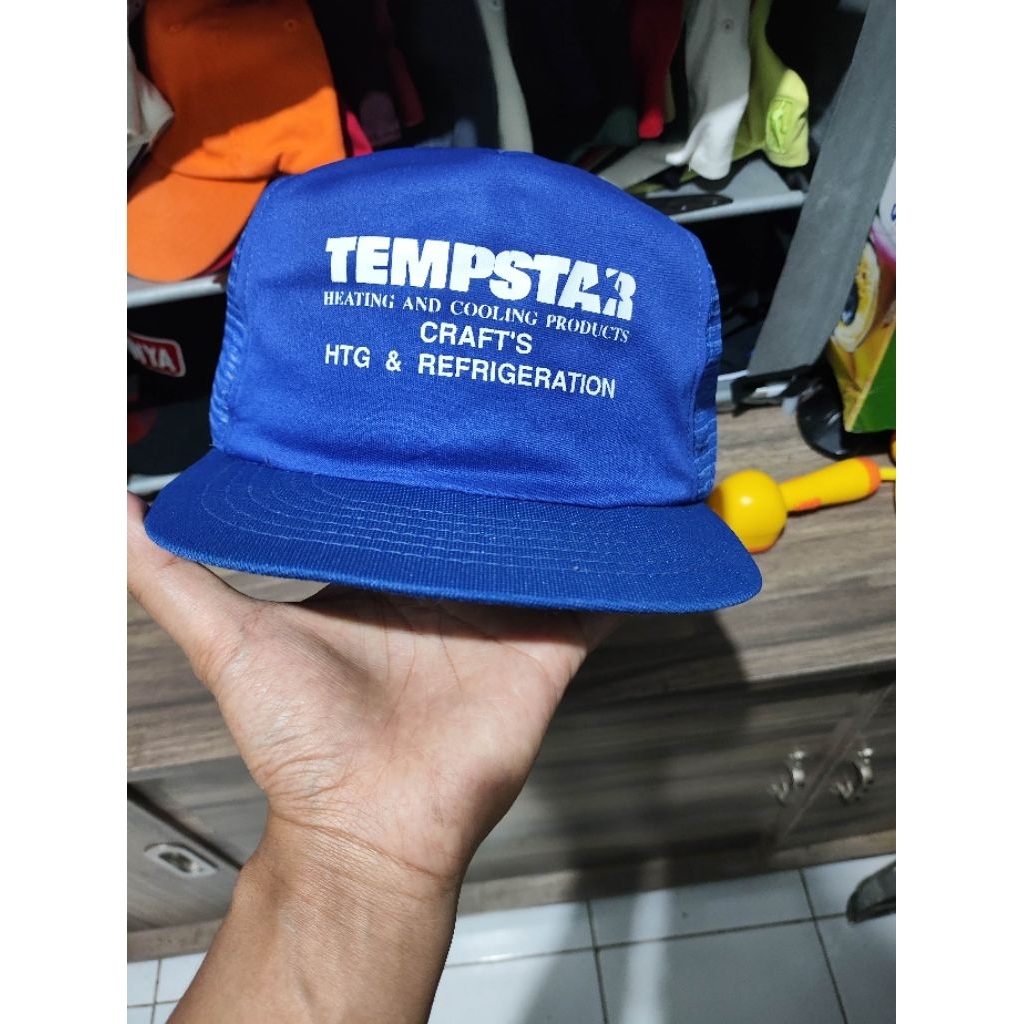 TEMPSTAR
HEATING AND COOLING PRODUCTS
CRAFT'S
HTG & REFRIGERATION